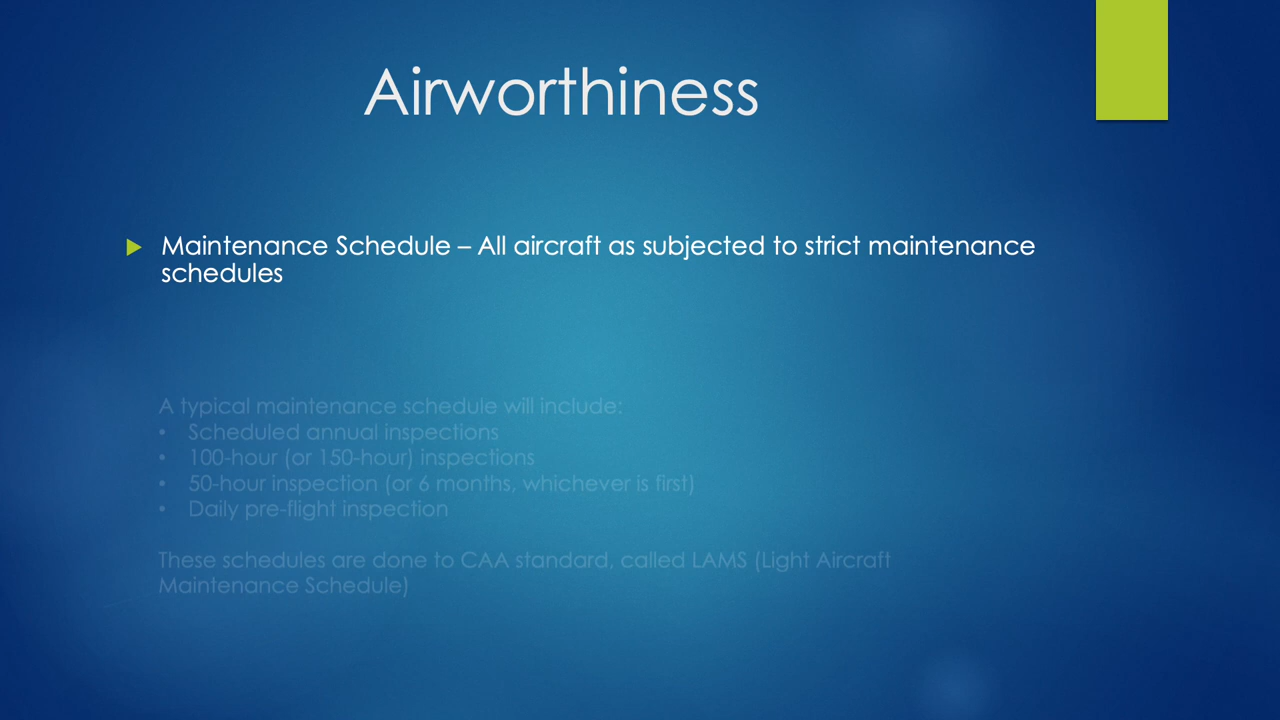 Airworthiness
Maintenance Schedule – All aircraft as subjected to strict maintenance
schedules
A typical maintenance schedule will include:
• Scheduled annual inspections
• 100-hour (or 150-hour) inspections
• 50-hour inspection (or 6 months, whichever is first)
• Daily pre-flight inspection
These schedules are done to CAA standard, called LAMS (Light Aircraft
Maintenance Schedule)